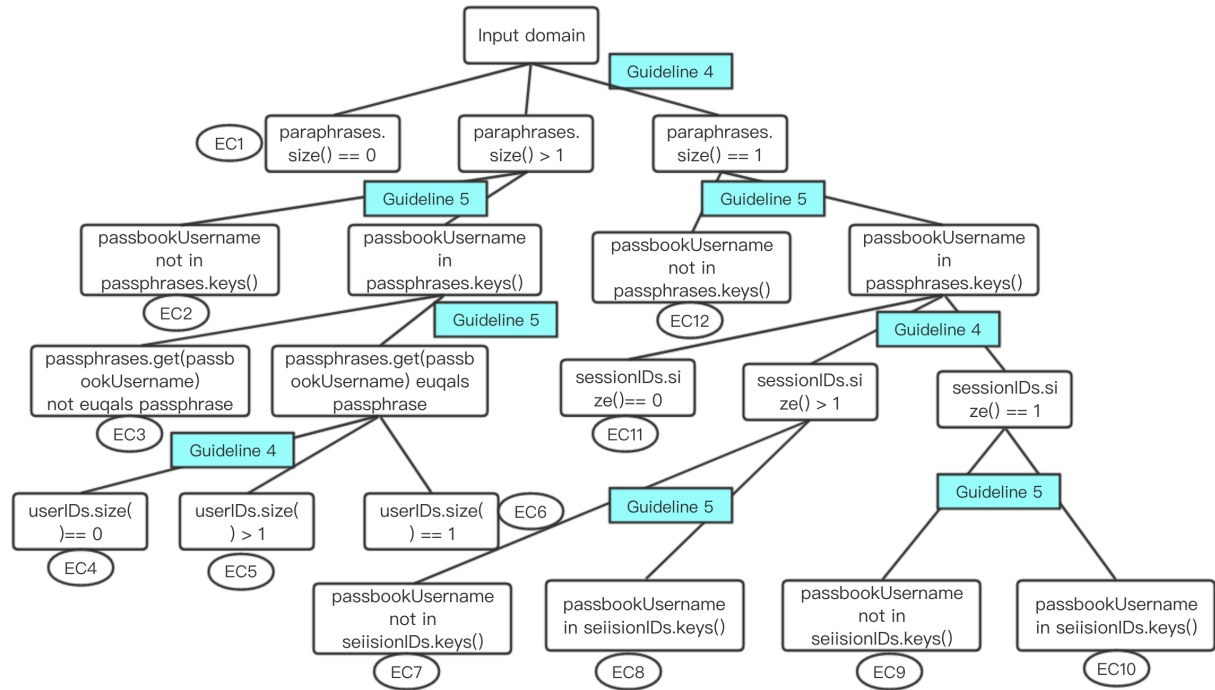 Input domain
Guideline 4
EC1
paraphrases.
size() == 0
paraphrases.
size() > 1
paraphrases.
size() == 1
Guideline 5
Guideline 5
passbookUsername
not in
passphrases.keys()
passbookUsername
in
passphrases.keys()
passbookUsername
not in
passphrases.keys()
passbookUsername
in
passphrases.keys()
EC2
Guideline 5
EC12
Guideline 4
passphrases.get(passb
ookUsername)
not euqals passphrase
passphrases.get(passb
ookUsername) euqals
passphrase
sessionIDs.si
ze()== 0
sessionIDs.si
ze() > 1
sessionIDs.si
ze() == 1
EC3
EC11
Guideline 4
userIDs.size(
)== 0
userIDs.size(
) > 1
userIDs.size(
) == 1
EC6
Guideline 5
Guideline 5
EC4
EC5
passbookUsername
not in
seiisionIDs.keys()
passbookUsername
in seiisionIDs.keys()
passbookUsername
not in
seiisionIDs.keys()
passbookUsername
in seiisionIDs.keys()
EC7
EC8
EC9
EC10